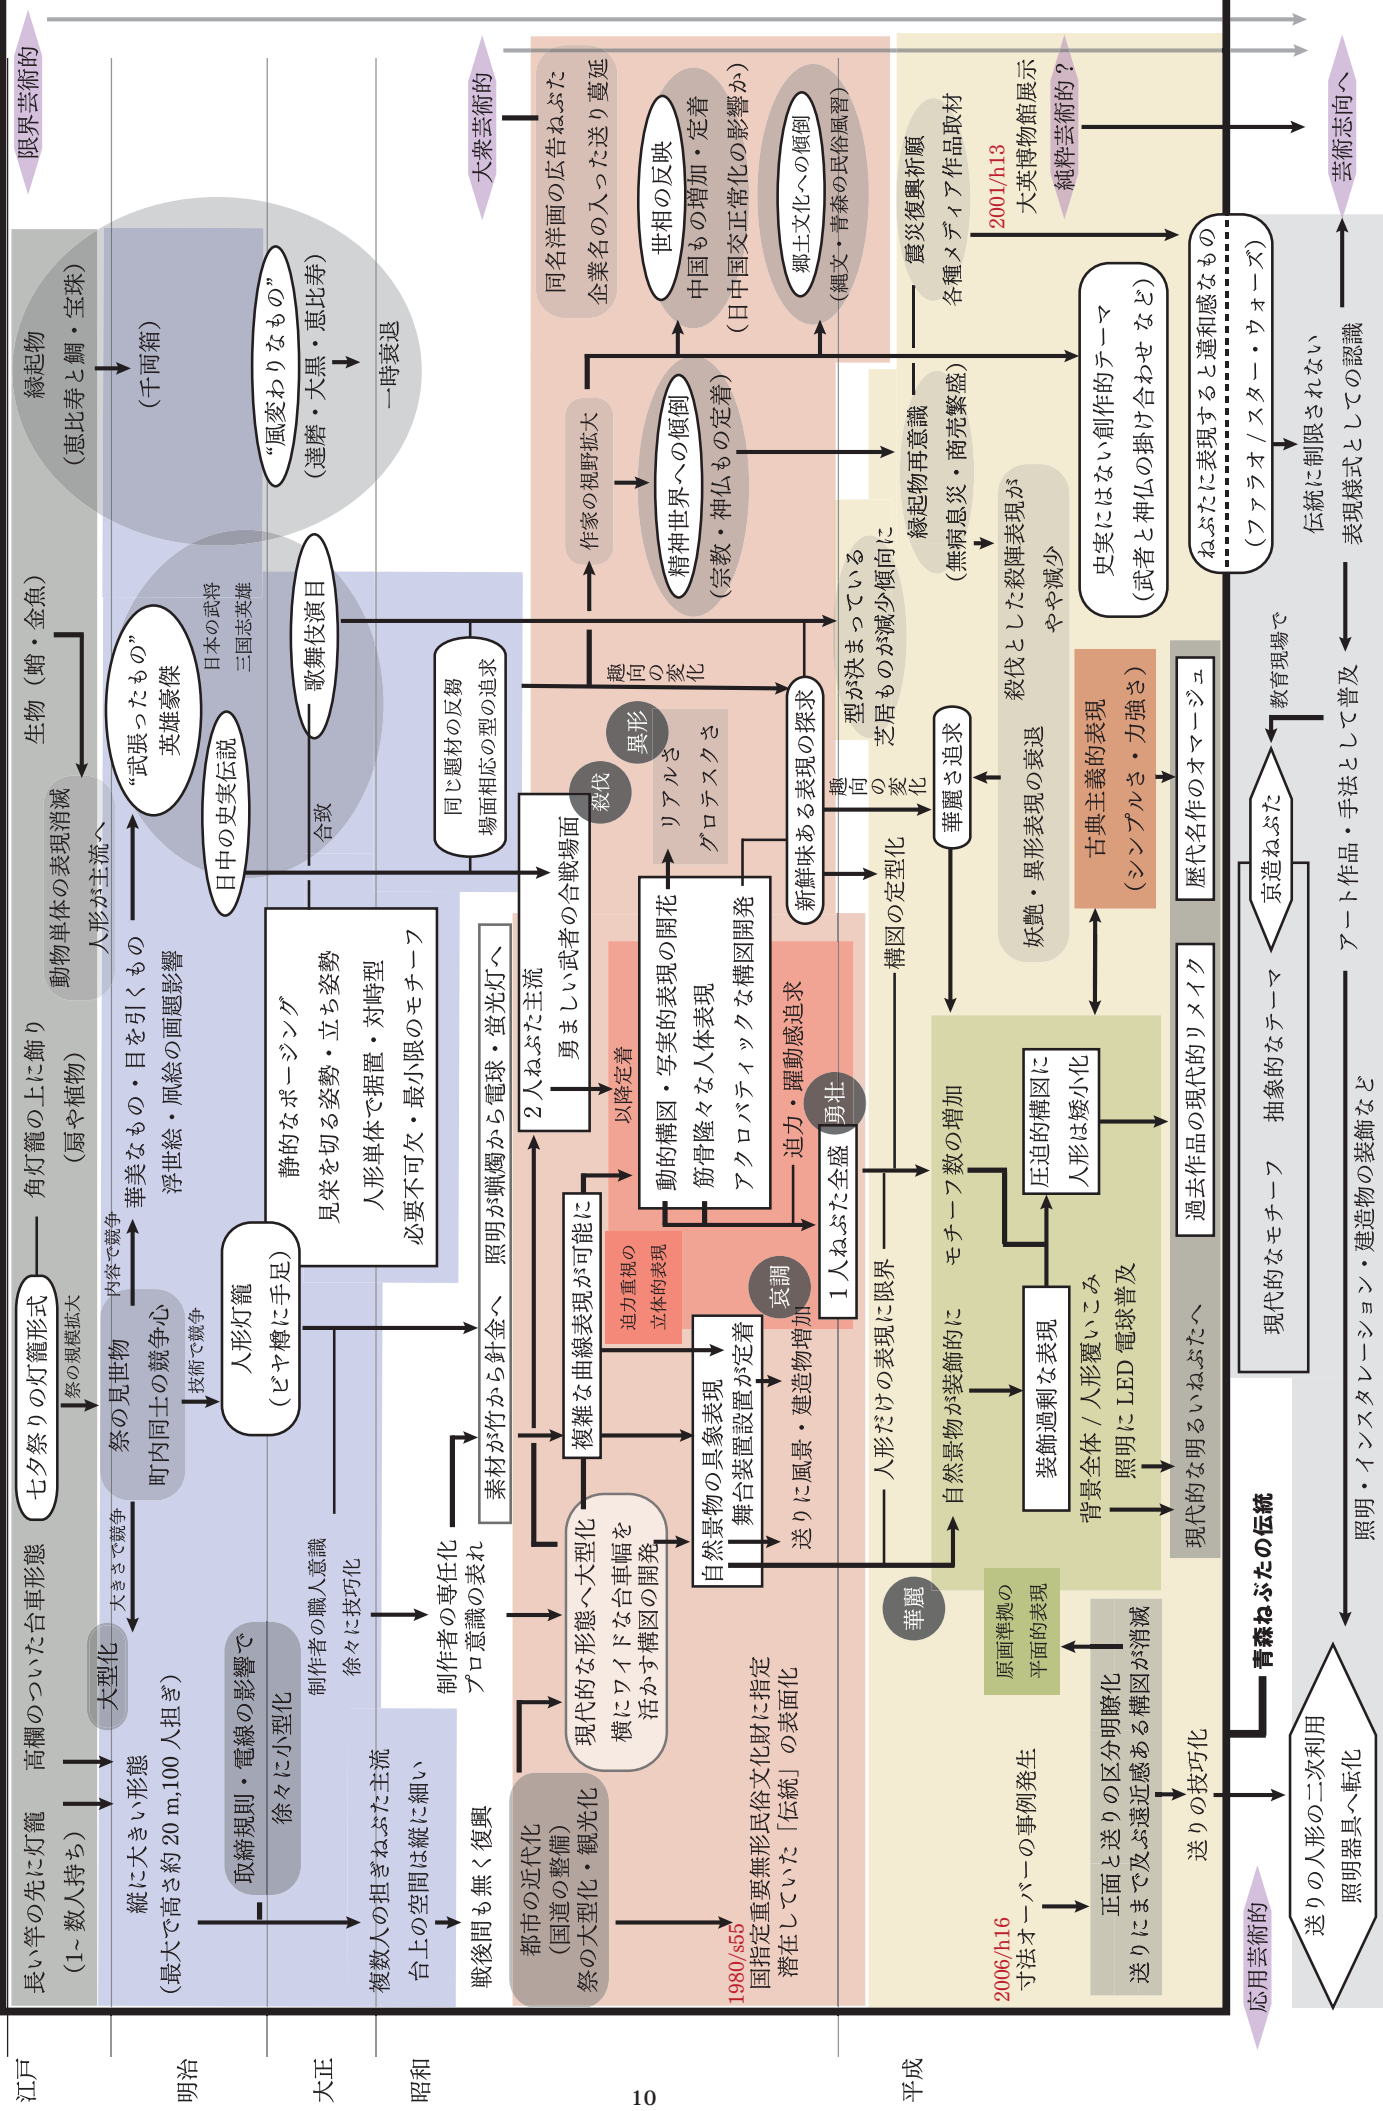 限界芸術的
縁起物
(恵比寿と鯛・宝珠)
(千両箱)
“風変わりなもの”
(達磨・大黒・恵比寿)
一時衰退
大衆芸術的
同名洋画の広告ねぶた
企業名の入った送り蔓延
世相の反映
中国もの増加・定着
(日中国交正常化の影響か)
郷土文化への傾倒
(縄文・青森の民俗風習)
震災復興祈願
各種メディア作品取材
2001/h13
大英博物館展示
純粋芸術的？
芸術志向へ
生物（蛸・金魚）
動物単体の表現消滅
人形が主流へ
“武張ったもの”
英雄豪傑
日本の武将
三国志英雄
日中の史実伝説
歌舞伎演目
合致
同じ題材の反芻
場面相応の型の追求
作家の視野拡大
精神世界への傾倒
(宗教・神仏もの定着)
趣向の変化
新鮮味ある表現の探求
型が決まっている
芝居ものが減少傾向に
縁起物再意識
(無病息災・商売繁盛)
殺伐とした殺陣表現が
やや減少
妖艶・異形表現の衰退
史実にはない創作的テーマ
(武者と神仏の掛け合わせ など)
ねぶたに表現すると違和感なもの
(ファラオ / スター・ウォーズ)
伝統に制限されない
表現様式としての認識
角灯籠の上に飾り
(扇や植物)
華美なもの・目を引くもの
浮世絵・凧絵の画題影響
静的なポージング
見栄を切る姿勢・立ち姿勢
人形単体で据置・対峙型
必要不可欠・最小限のモチーフ
照明が蝋燭から電球・蛍光灯へ
2 人ねぶた主流
勇ましい武者の合戦場面
殺伐
異形
リアルさ
グロテスクさ
以降定着
動的構図・写実的表現の開花
筋骨隆々な人体表現
アクロバティックな構図開発
迫力・躍動感追求
勇壮
1 人ねぶた全盛
構図の定型化
趣向の変化
華麗さ追求
古典主義的表現
(シンプルさ・力強さ)
歴代名作のオマージュ
京造ねぶた
教育現場で
アート作品・手法として普及
七夕祭りの灯籠形式
祭の規模拡大
祭の見世物
町内同士の競争心
内容で競争
技術で競争
大きさで競争
人形灯籠
(ビヤ樽に手足)
素材が竹から針金へ
複雑な曲線表現が可能に
迫力重視の
立体的表現
哀調
自然景物の具象表現
舞台装置設置が定着
送りに風景・建造物増加
人形だけの表現に限界
モチーフ数の増加
自然景物が装飾的に
圧迫的構図に
人形は矮小化
装飾過剰な表現
背景全体 / 人形覆いこみ
照明に LED 電球普及
過去作品の現代的リメイク
現代的な明るいねぶたへ
現代的なモチーフ　抽象的なテーマ
照明・インスタレーション・建造物の装飾など
長い竿の先に灯籠
(1~ 数人持ち)
高欄のついた台車形態
大型化
縦に大きい形態
(最大で高さ約 20 m,100 人担ぎ)
取締規則・電線の影響で
徐々に小型化
制作者の職人意識
徐々に技巧化
複数人の担ぎねぶた主流
台上の空間は縦に細い
制作者の専任化
プロ意識の表れ
戦後間も無く復興
都市の近代化
(国道の整備)
祭の大型化・観光化
現代的な形態へ大型化
横にワイドな台車幅を
活かす構図の開発
1980/s55
国指定重要無形民俗文化財に指定
潜在していた「伝統」の表面化
華麗
原画準拠の
平面的表現
2006/h16
寸法オーバーの事例発生
正面と送りの区分明瞭化
送りにまで及ぶ遠近感ある構図が消滅
送りの技巧化
青森ねぶたの伝統
応用芸術的
送りの人形の二次利用
照明器具へ転化
江戸
明治
大正
昭和
平成
10